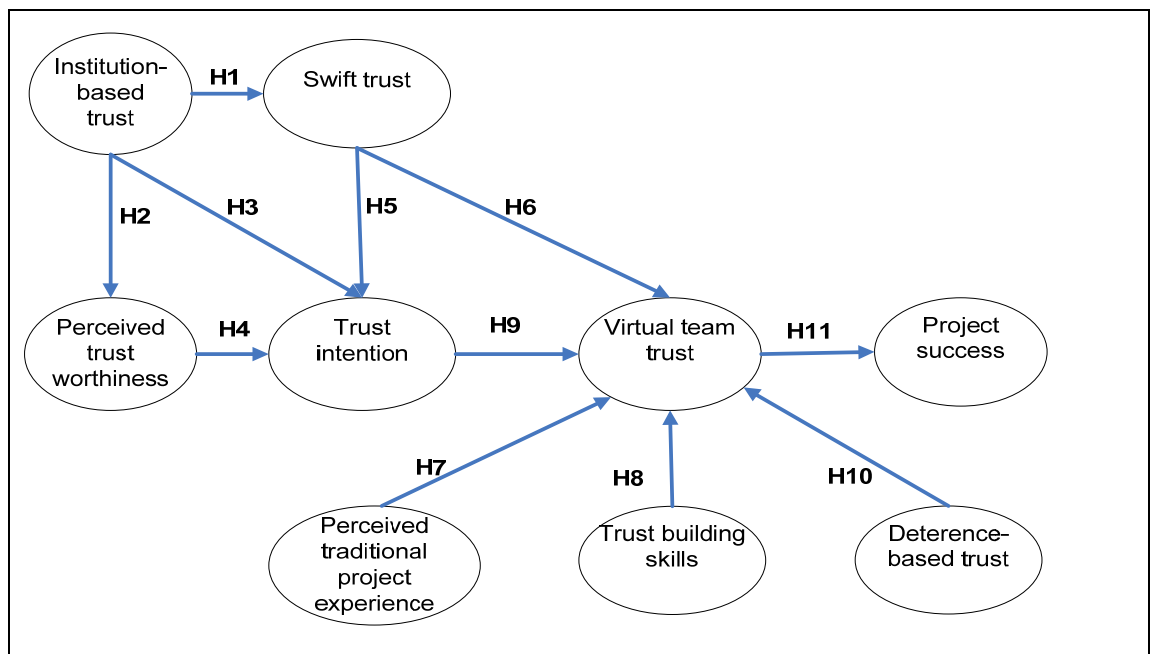 Institution-
based
trust
H1
Swift trust
H2
H3
H5
H6
Perceived
trust
worthiness
H4
Trust
intention
H9
Virtual team
trust
H11
Project
success
H7
H8
H10
Perceived
traditional
project
experience
Trust building
skills
Deterence-
based trust